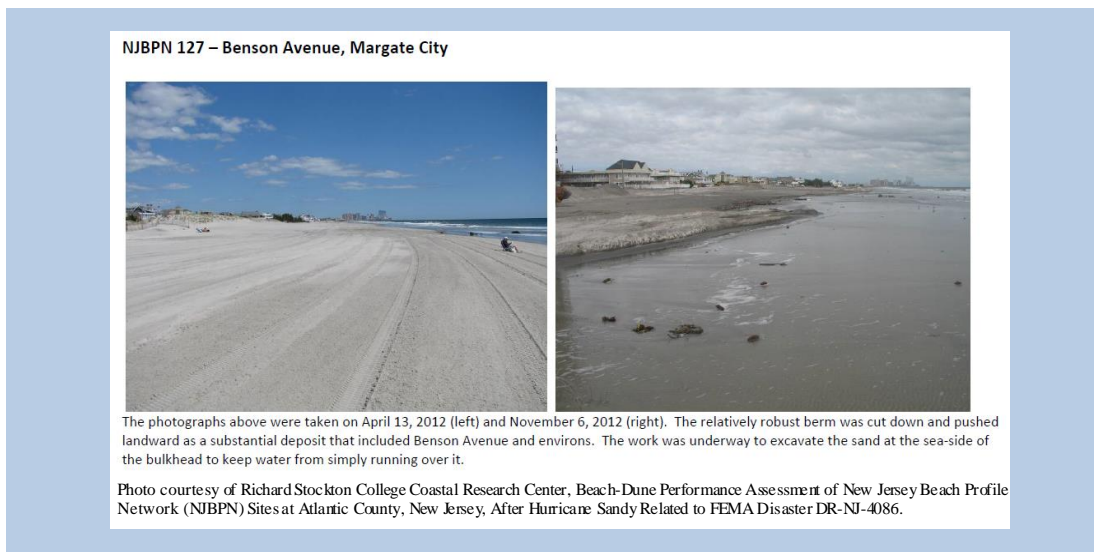 NJBPN 127 – Benson Avenue, Margate City
The photographs above were taken on April 13, 2012 (left) and November 6, 2012 (right). The relatively robust berm was cut down and pushed
landward as a substantial deposit that included Benson Avenue and environs. The work was underway to excavate the sand at the sea-side of
the bulkhead to keep water from simply running over it.
Photo courtesy of Richard Stockton College Coastal Research Center, Beach-Dune Performance Assessment of New Jersey Beach Profile
Network (NJBPN) Sites at Atlantic County, New Jersey, After Hurricane Sandy Related to FEMA Disaster DR-NJ-4086.